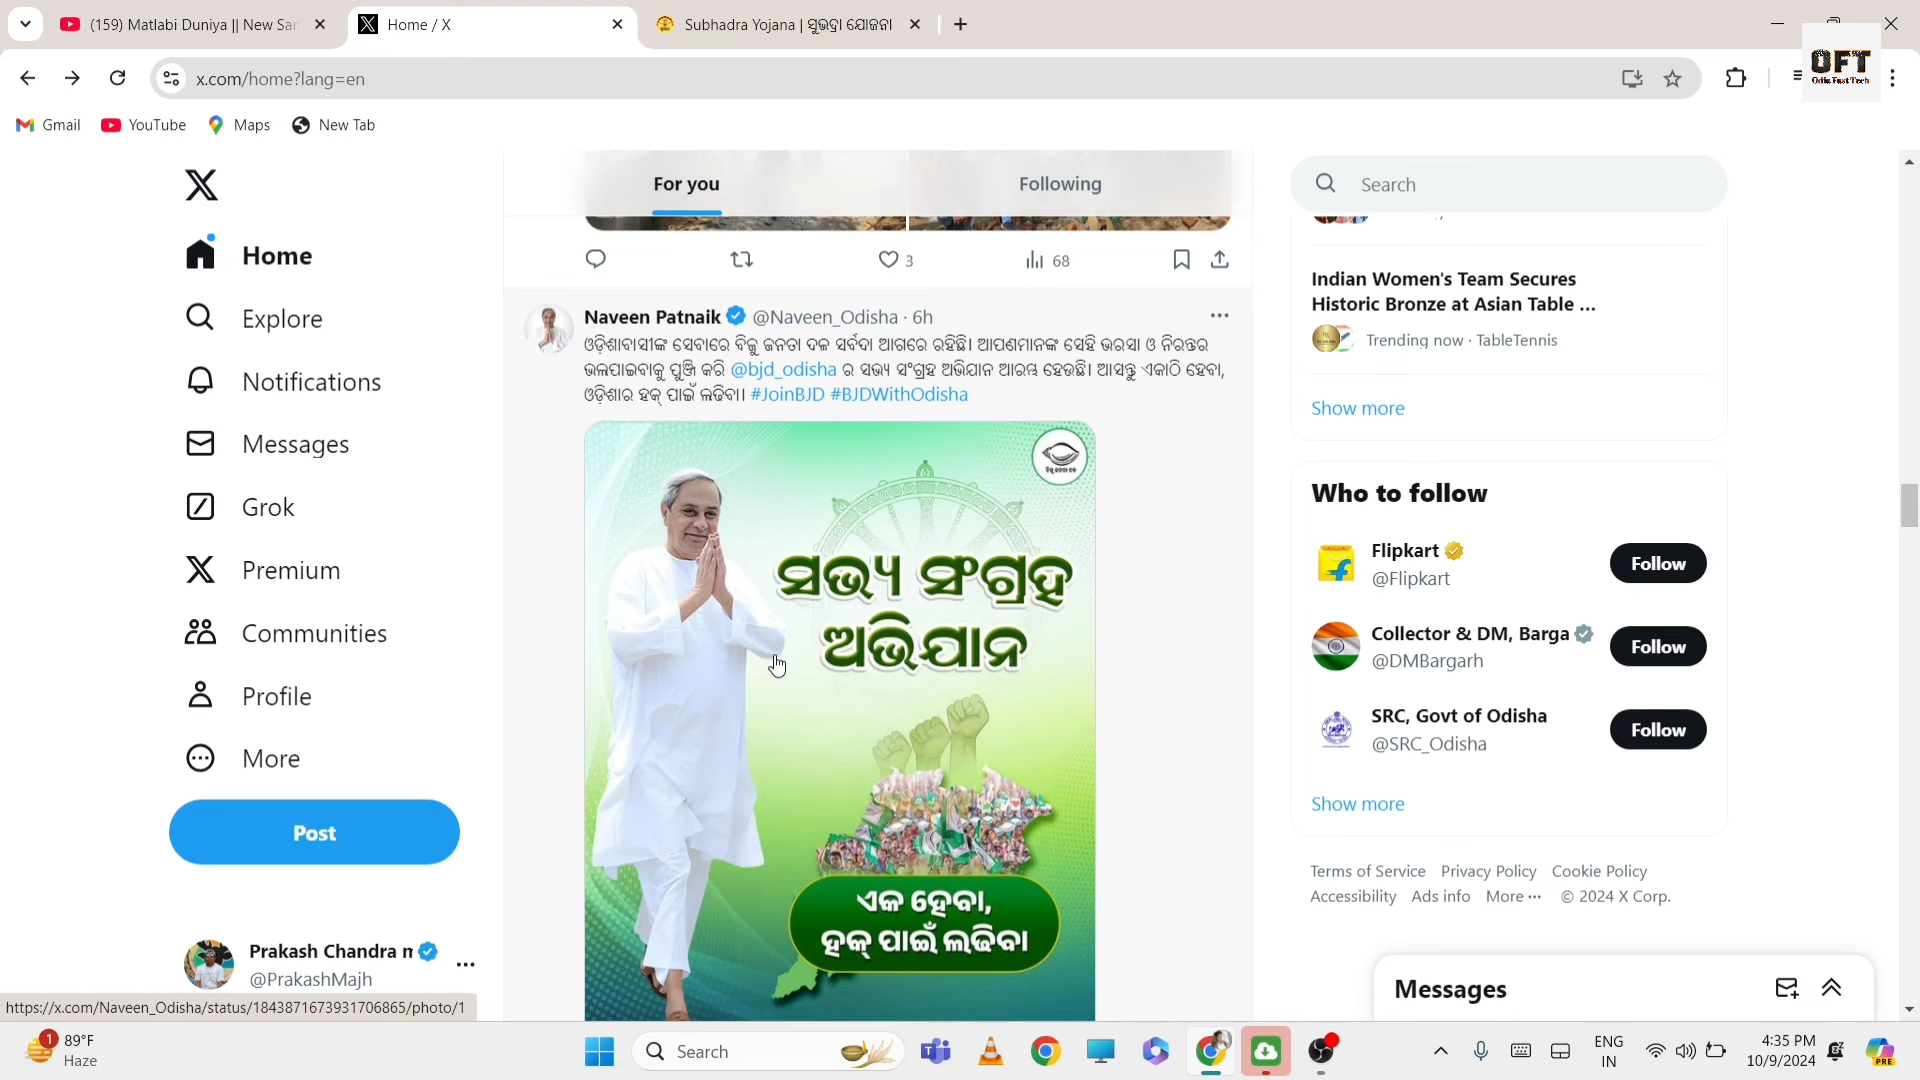 (159) Matlabi Duniya || New Sar
Home / X
Subhadra Yojana | ସୁଭଦ୍ରା ଯୋଜନା
x.com/home?lang=en
OFT
Odia Fast Tech
Gmail
YouTube
Maps
New Tab
Home
Explore
Notifications
Messages
Grok
Premium
Communities
Profile
More
Post
Prakash Chandra m
@PrakashMajh
https://x.com/Naveen_Odisha/status/1843871673931706865/photo/1
For you
Following
3
68
Naveen Patnaik @Naveen_Odisha · 6h
ଓଡ଼ିଶାବାସୀଙ୍କ ସେବାରେ ବିଜୁ ଜନତା ଦଳ ସର୍ବଦା ଆଗରେ ରହିଛି। ଆପଣମାନଙ୍କ ସେହି ଭରସା ଓ ନିରନ୍ତର
ଭଲପାଇବାକୁ ପୁଞ୍ଜି କରି @bjd_odisha ର ସଭ୍ୟ ସଂଗ୍ରହ ଅଭିଯାନ ଆରମ୍ଭ ହେଉଛି। ଆସନ୍ତୁ ଏକାଠି ହେବା,
ଓଡ଼ିଶାର ହକ୍ ପାଇଁ ଲଢିବା। #JoinBJD #BJDWithOdisha
ବିଜୁ ଜନତା ଦଳ
ସଭ୍ୟ ସଂଗ୍ରହ
ଅଭିଯାନ
ଏକ ହେବା,
ହକ୍ ପାଇଁ ଲଢିବା
Search
Indian Women's Team Secures
Historic Bronze at Asian Table ...
Trending now · TableTennis
Show more
Who to follow
Flipkart
@Flipkart
Follow
Collector & DM, Barga
@DMBargarh
Follow
SRC, Govt of Odisha
@SRC_Odisha
Follow
Show more
Terms of Service Privacy Policy Cookie Policy
Accessibility Ads info More ··· © 2024 X Corp.
Messages
1
89°F
Haze
Search
ENG
IN
4:35 PM
10/9/2024
PRE